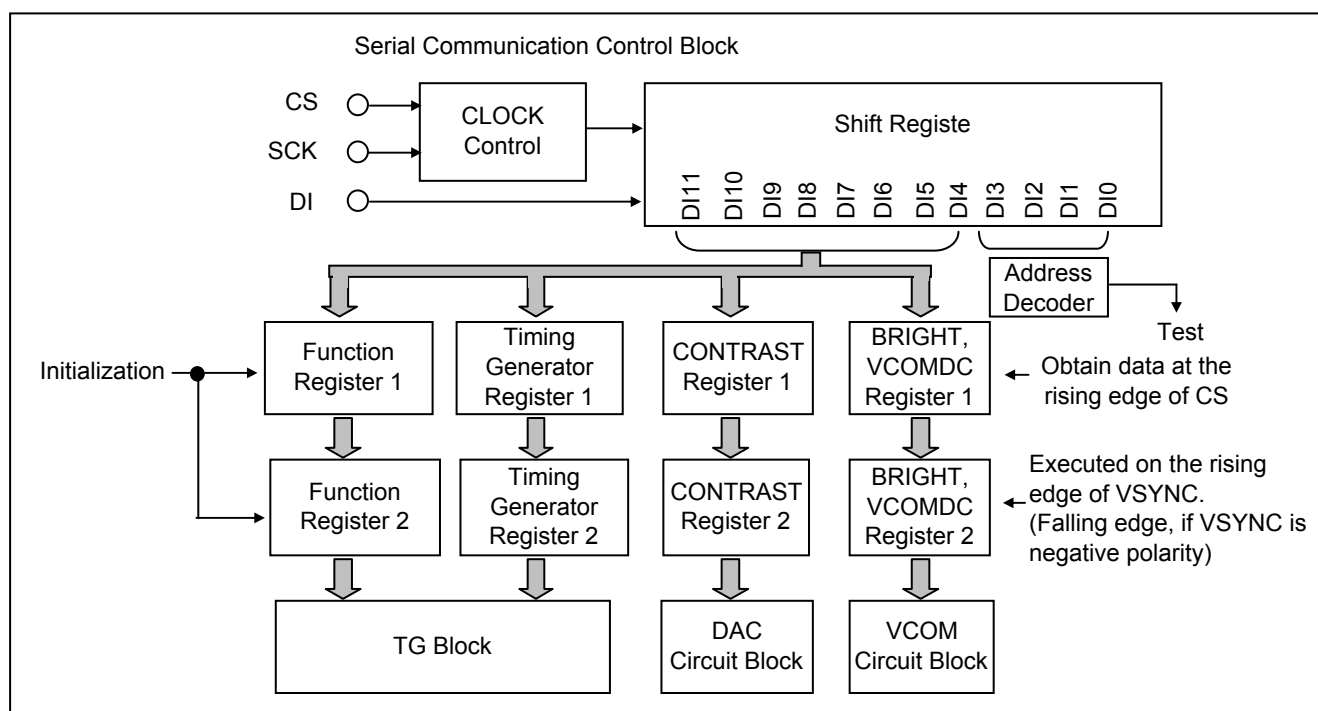 Serial Communication Control Block
CS
SCK
DI
CLOCK
Control
Shift Registe
DI11
DI10
DI9
DI8
DI7
DI6
DI5
DI4
DI3
DI2
DI1
DI0
Address
Decoder
Test
Initialization
Function
Register 1
Timing
Generator
Register 1
CONTRAST
Register 1
BRIGHT,
VCOMDC
Register 1
Obtain data at the
rising edge of CS
Function
Register 2
Timing
Generator
Register 2
CONTRAST
Register 2
BRIGHT,
VCOMDC
Register 2
Executed on the rising
edge of VSYNC.
(Falling edge, if VSYNC is
negative polarity)
TG Block
DAC
Circuit Block
VCOM
Circuit Block